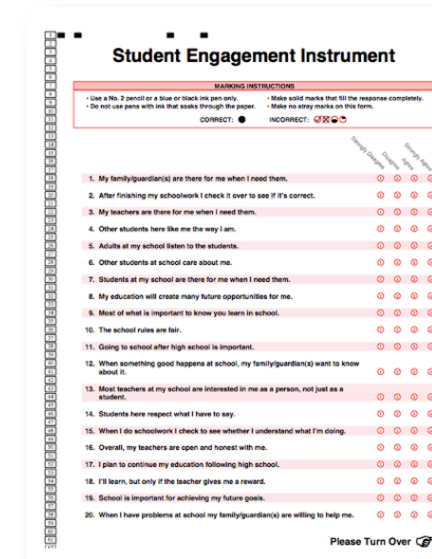 Student Engagement Instrument
MARKING INSTRUCTIONS
• Use a No. 2 pencil or a blue or black ink pen only.
• Do not use pens with ink that soaks through the paper.
• Make solid marks that fill the response completely.
• Make no stray marks on this form.
CORRECT: INCORRECT:
Strongly Disagree
Disagree
Agree
Strongly Agree
1. My family/guardian(s) are there for me when I need them.
2. After finishing my schoolwork I check it over to see if it's correct.
3. My teachers are there for me when I need them.
4. Other students here like me the way I am.
5. Adults at my school listen to the students.
6. Other students at school care about me.
7. Students at my school are there for me when I need them.
8. My education will create many future opportunities for me.
9. Most of what is important to know you learn in school.
10. The school rules are fair.
11. Going to school after high school is important.
12. When something good happens at school, my family/guardian(s) want to know
about it.
13. Most teachers at my school are interested in me as a person, not just as a
student.
14. Students here respect what I have to say.
15. When I do schoolwork I check to see whether I understand what I'm doing.
16. Overall, my teachers are open and honest with me.
17. I plan to continue my education following high school.
18. I'll learn, but only if the teacher gives me a reward.
19. School is important for achieving my future goals.
20. When I have problems at school my family/guardian(s) are willing to help me.
Please Turn Over